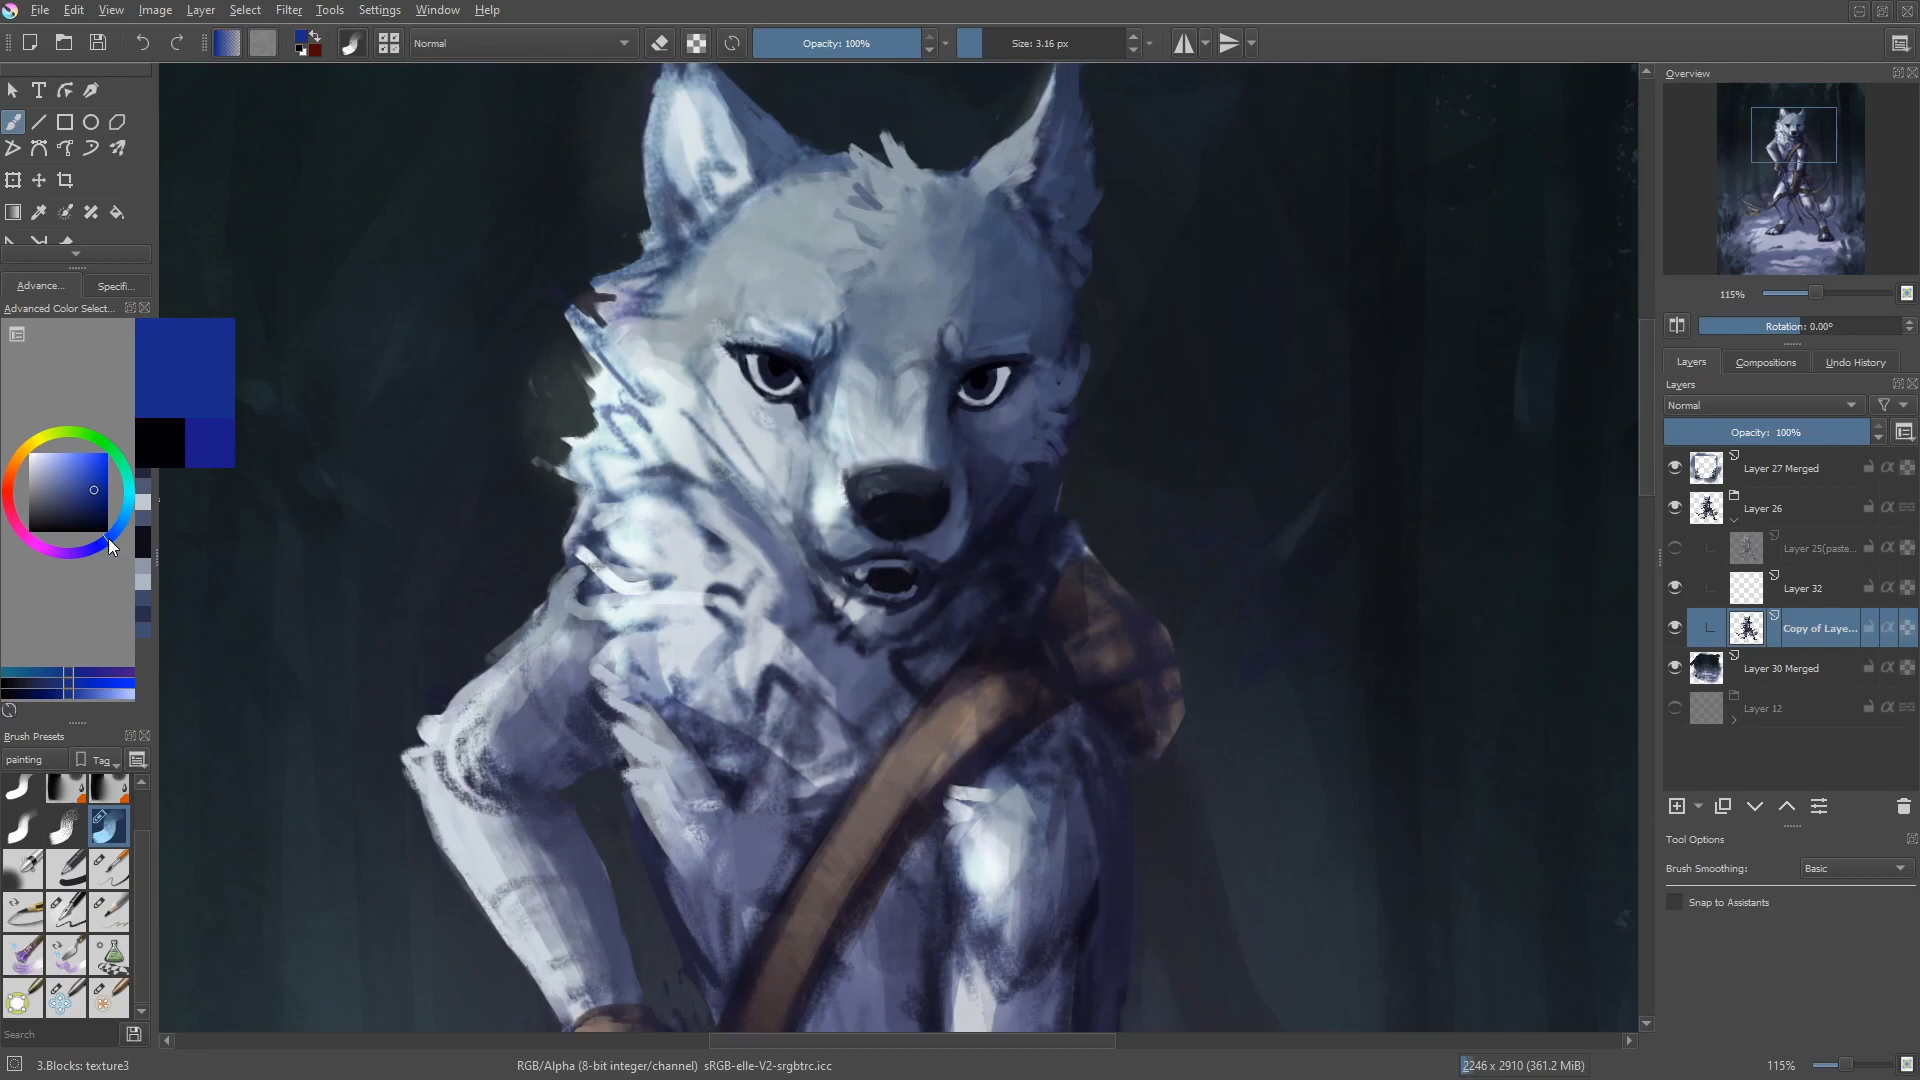 File Edit View Image Layer Select Filter Tools Settings Window Help
Normal
Opacity: 100%
Size: 3.16 px
Overview
115%
Rotation: 0.00°
Layers Compositions Undo History
Layers
Normal
Opacity: 100%
Layer 27 Merged
Layer 26
Layer 25(paste...
Layer 32
Copy of Laye...
Layer 30 Merged
Layer 12
Tool Options
Brush Smoothing: Basic
Snap to Assistants
Advance... Specifi...
Advanced Color Select...
Brush Presets
painting Tag
Search
3.Blocks: texture3
RGB/Alpha (8-bit integer/channel) sRGB-elle-V2-srgbtrc.icc
2246 x 2910 (361.2 MiB)
115%